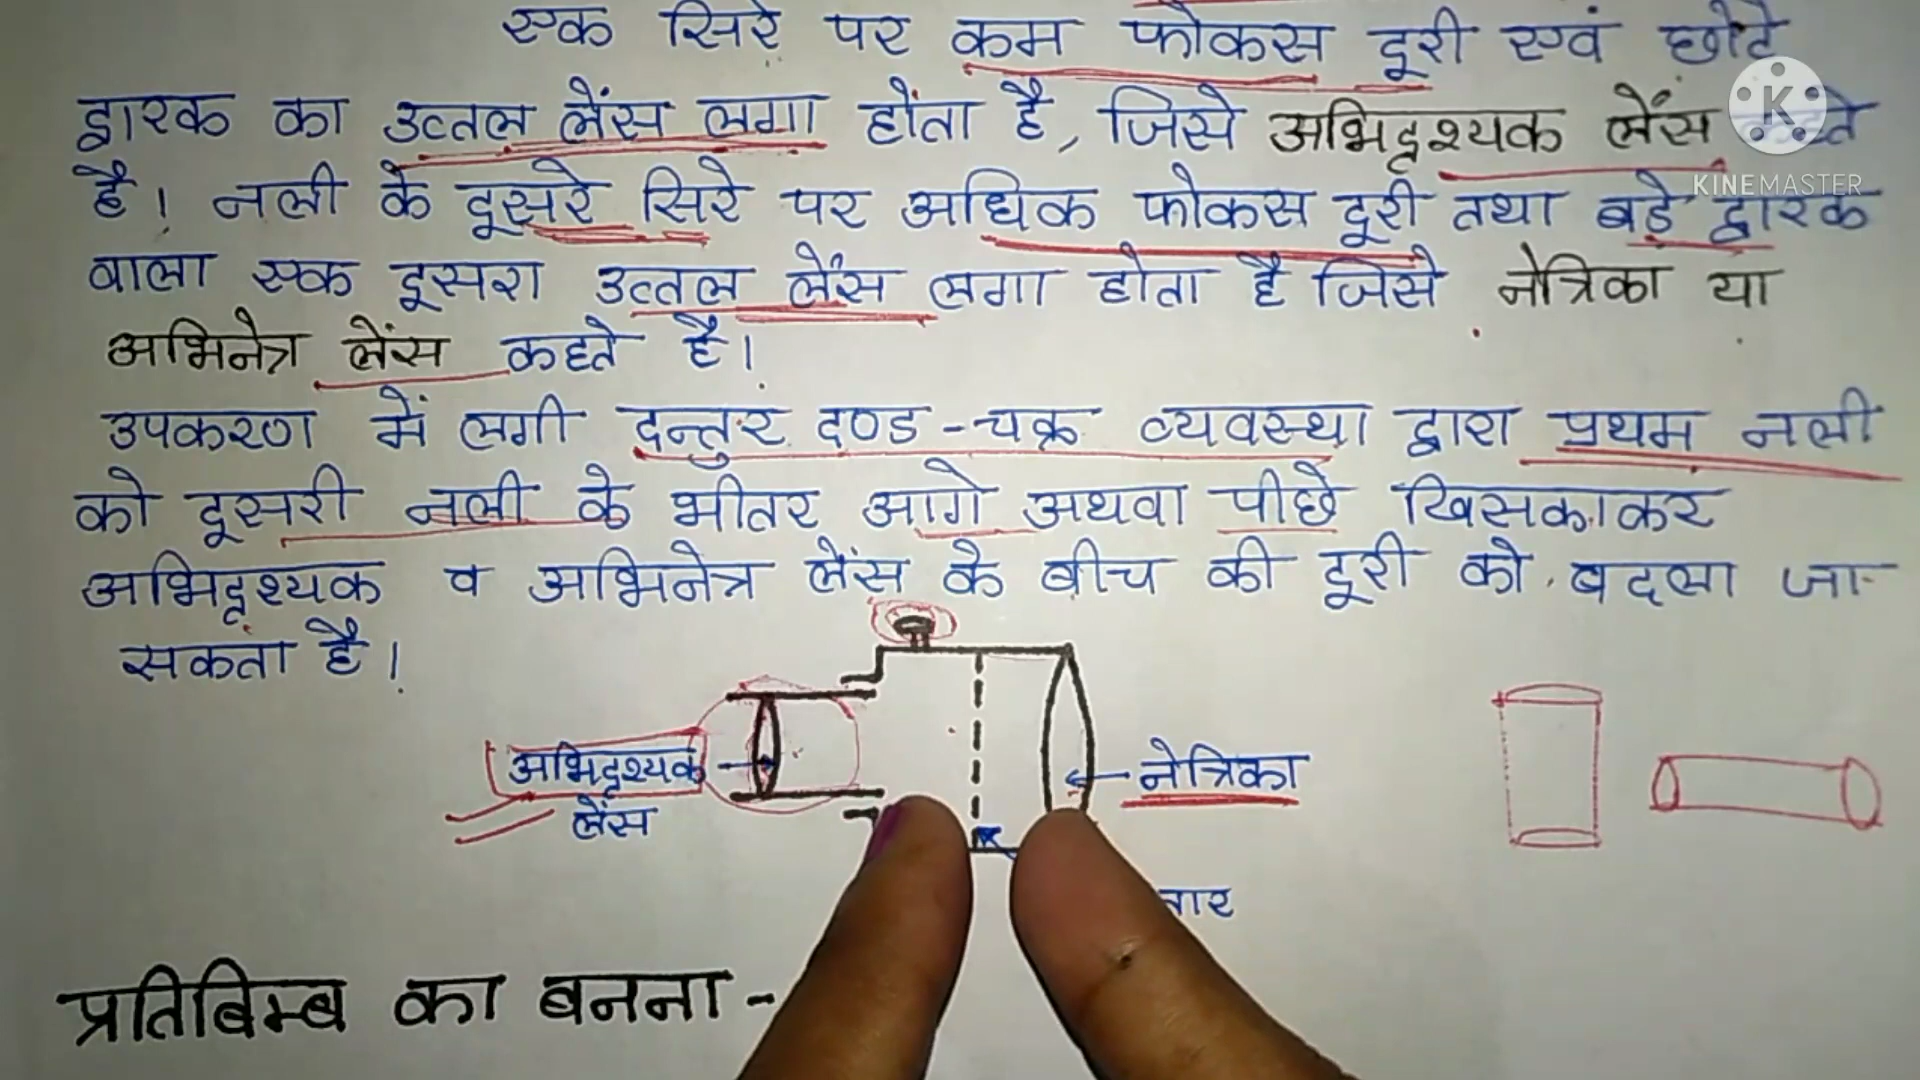 एक सिरे पर कम फोकस दूरी एवं छोटे
द्वारक का उत्तल लेंस लगा होता है, जिसे अभिदृश्यक लेंस
है। नली के दूसरे सिरे पर अधिक फोकस दूरी तथा बड़े द्वारक
वाला एक दूसरा उत्तल लेंस लगा होता है जिसे नेत्रिका या
अभिनेत्र लेंस कहते है।
उपकरण में लगी दन्तुर दण्ड-चक्र व्यवस्था द्वारा प्रथम नली
को दूसरी नली के भीतर आगे अथवा पीछे खिसकाकर
अभिदृश्यक व अभिनेत्र लेंस के बीच की दूरी को बदला जा
सकता है।
अभिदृश्यक
लेंस
नेत्रिका
तार
प्रतिबिम्ब का बनना-
K
KINEMASTER